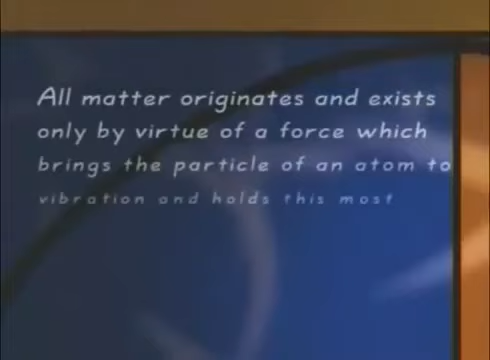 All matter originates and exists
only by virtue of a force which
brings the particle of an atom to
vibration and holds this most